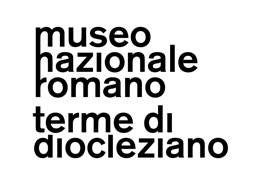 museo
nazionale
romano
terme di
diocleziano